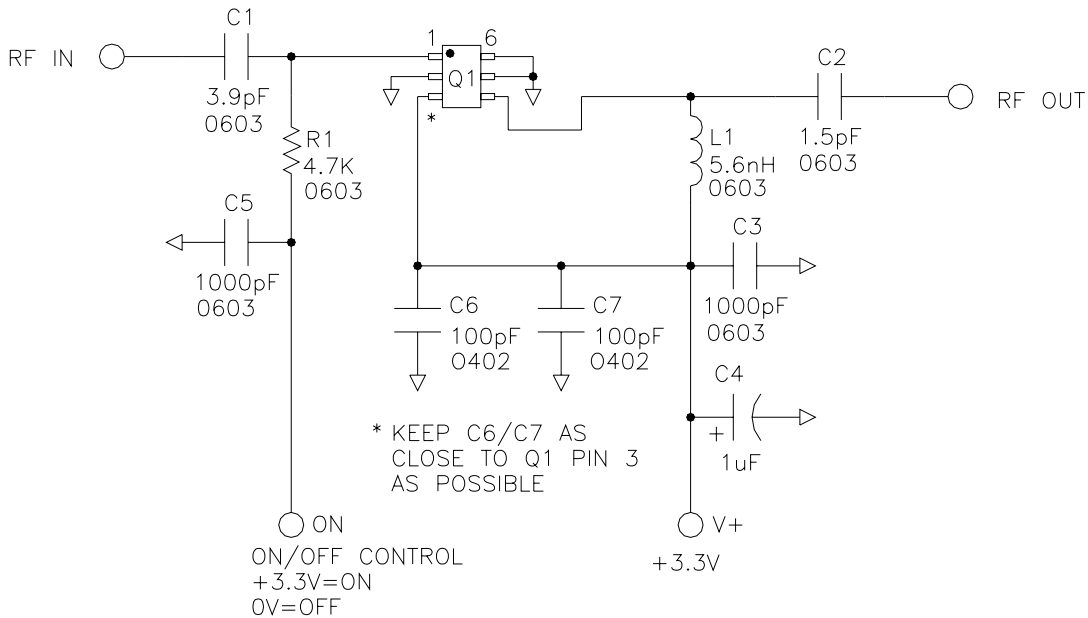 C1
RF IN
3.9pF
0603
1
6
Q1
*
C2
1.5pF
0603
RF OUT
R1
4.7K
0603
L1
5.6nH
0603
C5
1000pF
0603
C3
1000pF
0603
C6
100pF
0402
C7
100pF
0402
C4
+
1uF
* KEEP C6/C7 AS
CLOSE TO Q1 PIN 3
AS POSSIBLE
ON
ON/OFF CONTROL
+3.3V=ON
0V=OFF
V+
+3.3V